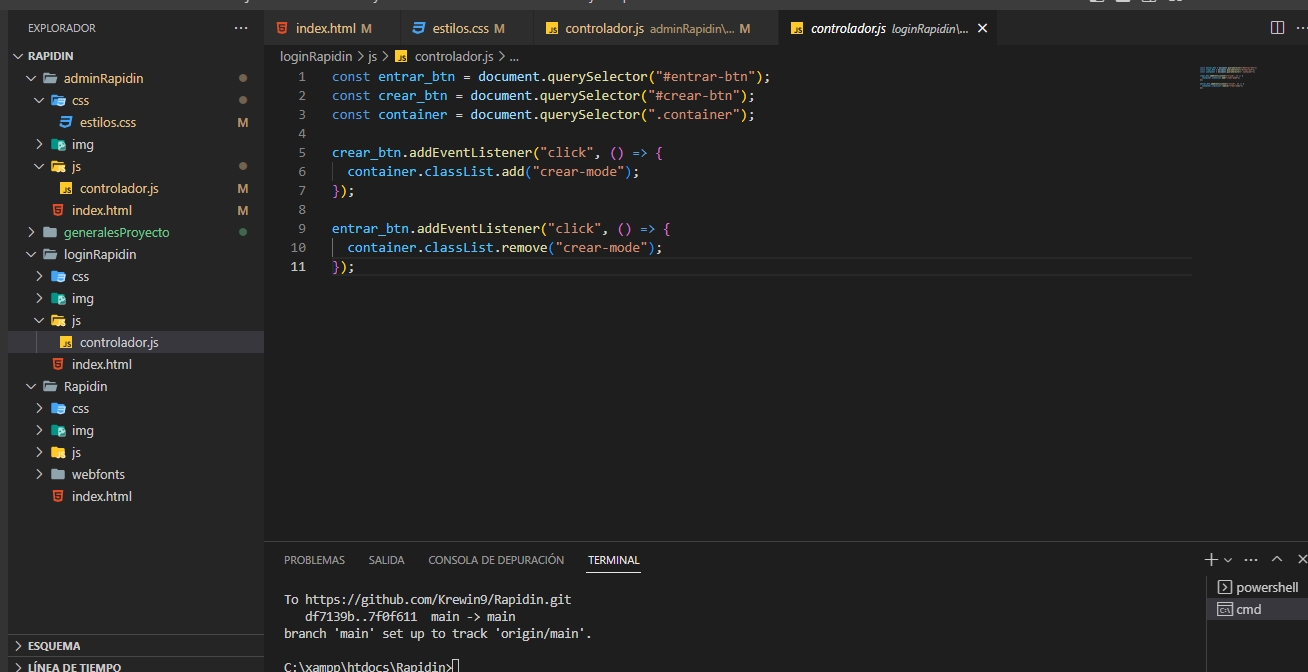 EXPLORADOR
RAPIDIN
adminRapidin
css
estilos.css M
img
js
controlador.js M
index.html M
generalesProyecto
loginRapidin
css
img
js
controlador.js
index.html
Rapidin
css
img
js
webfonts
index.html
ESQUEMA
LÍNEA DE TIEMPO
index.html M
estilos.css M
controlador.js adminRapidin\... M
controlador.js loginRapidin\...
loginRapidin > js > controlador.js > ...
1 const entrar_btn = document.querySelector("#entrar-btn");
2 const crear_btn = document.querySelector("#crear-btn");
3 const container = document.querySelector(".container");
4
5 crear_btn.addEventListener("click", () => {
6 container.classList.add("crear-mode");
7 });
8
9 entrar_btn.addEventListener("click", () => {
10 container.classList.remove("crear-mode");
11 });
PROBLEMAS SALIDA CONSOLA DE DEPURACIÓN TERMINAL
To https://github.com/Krewin9/Rapidin.git
df7139b..7f0f611 main -> main
branch 'main' set up to track 'origin/main'.
C:\xampp\htdocs\Rapidin>
powershell
cmd